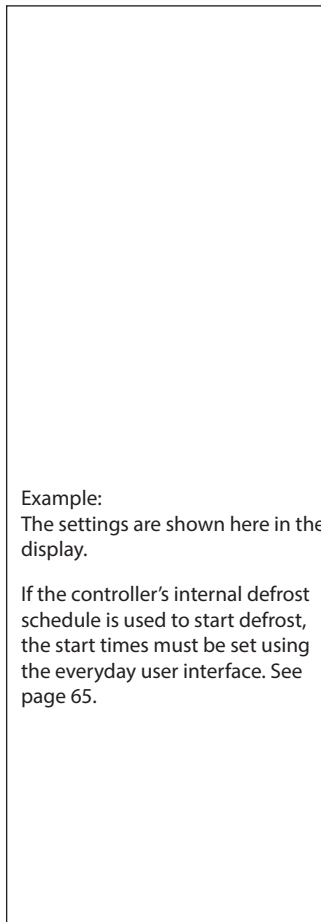 Example:
The settings are shown here in the
display.
If the controller’s internal defrost
schedule is used to start defrost,
the start times must be set using
the everyday user interface. See
page 65.